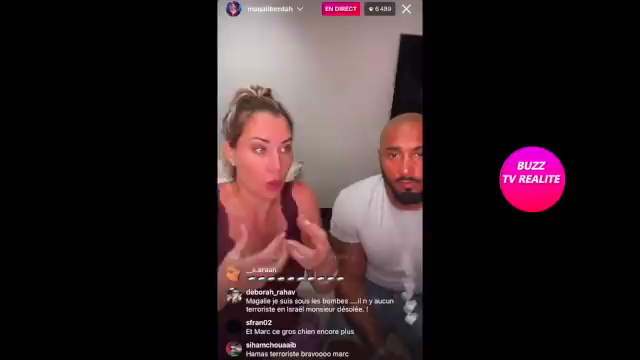 magaliberdah
EN DIRECT
6 489
BUZZ
TV REALITE
deborah_rahav
Magalie je suis sous les bombes ....il n y aucun
terroriste en Israël monsieur désolée. !
sfran02
Et Marc ce gros chien encore plus
sihamchouaaib
Hamas terroriste bravoooo marc